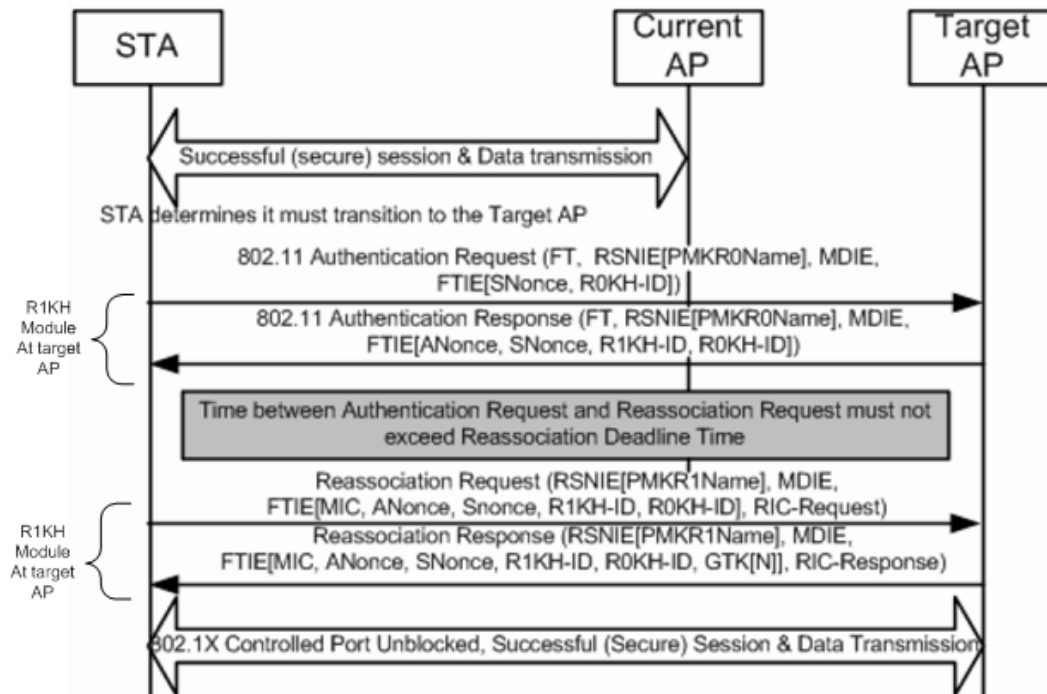 STA
Current
AP
Target
AP
Successful (secure) session & Data transmission
STA determines it must transition to the Target AP
802.11 Authentication Request (FT, RSNIE[PMKR0Name], MDIE,
FTIE[SNonce, R0KH-ID])
R1KH
Module
At target
AP
802.11 Authentication Response (FT, RSNIE[PMKR0Name], MDIE,
FTIE[ANonce, SNonce, R1KH-ID, R0KH-ID])
Time between Authentication Request and Reassociation Request must not
exceed Reassociation Deadline Time
Reassociation Request (RSNIE[PMKR1Name], MDIE,
FTIE[MIC, ANonce, Snonce, R1KH-ID, R0KH-ID], RIC-Request)
R1KH
Module
At target
AP
Reassociation Response (RSNIE[PMKR1Name], MDIE,
FTIE[MIC, ANonce, SNonce, R1KH-ID, R0KH-ID, GTK[N]], RIC-Response)
802.1X Controlled Port Unblocked, Successful (Secure) Session & Data Transmission